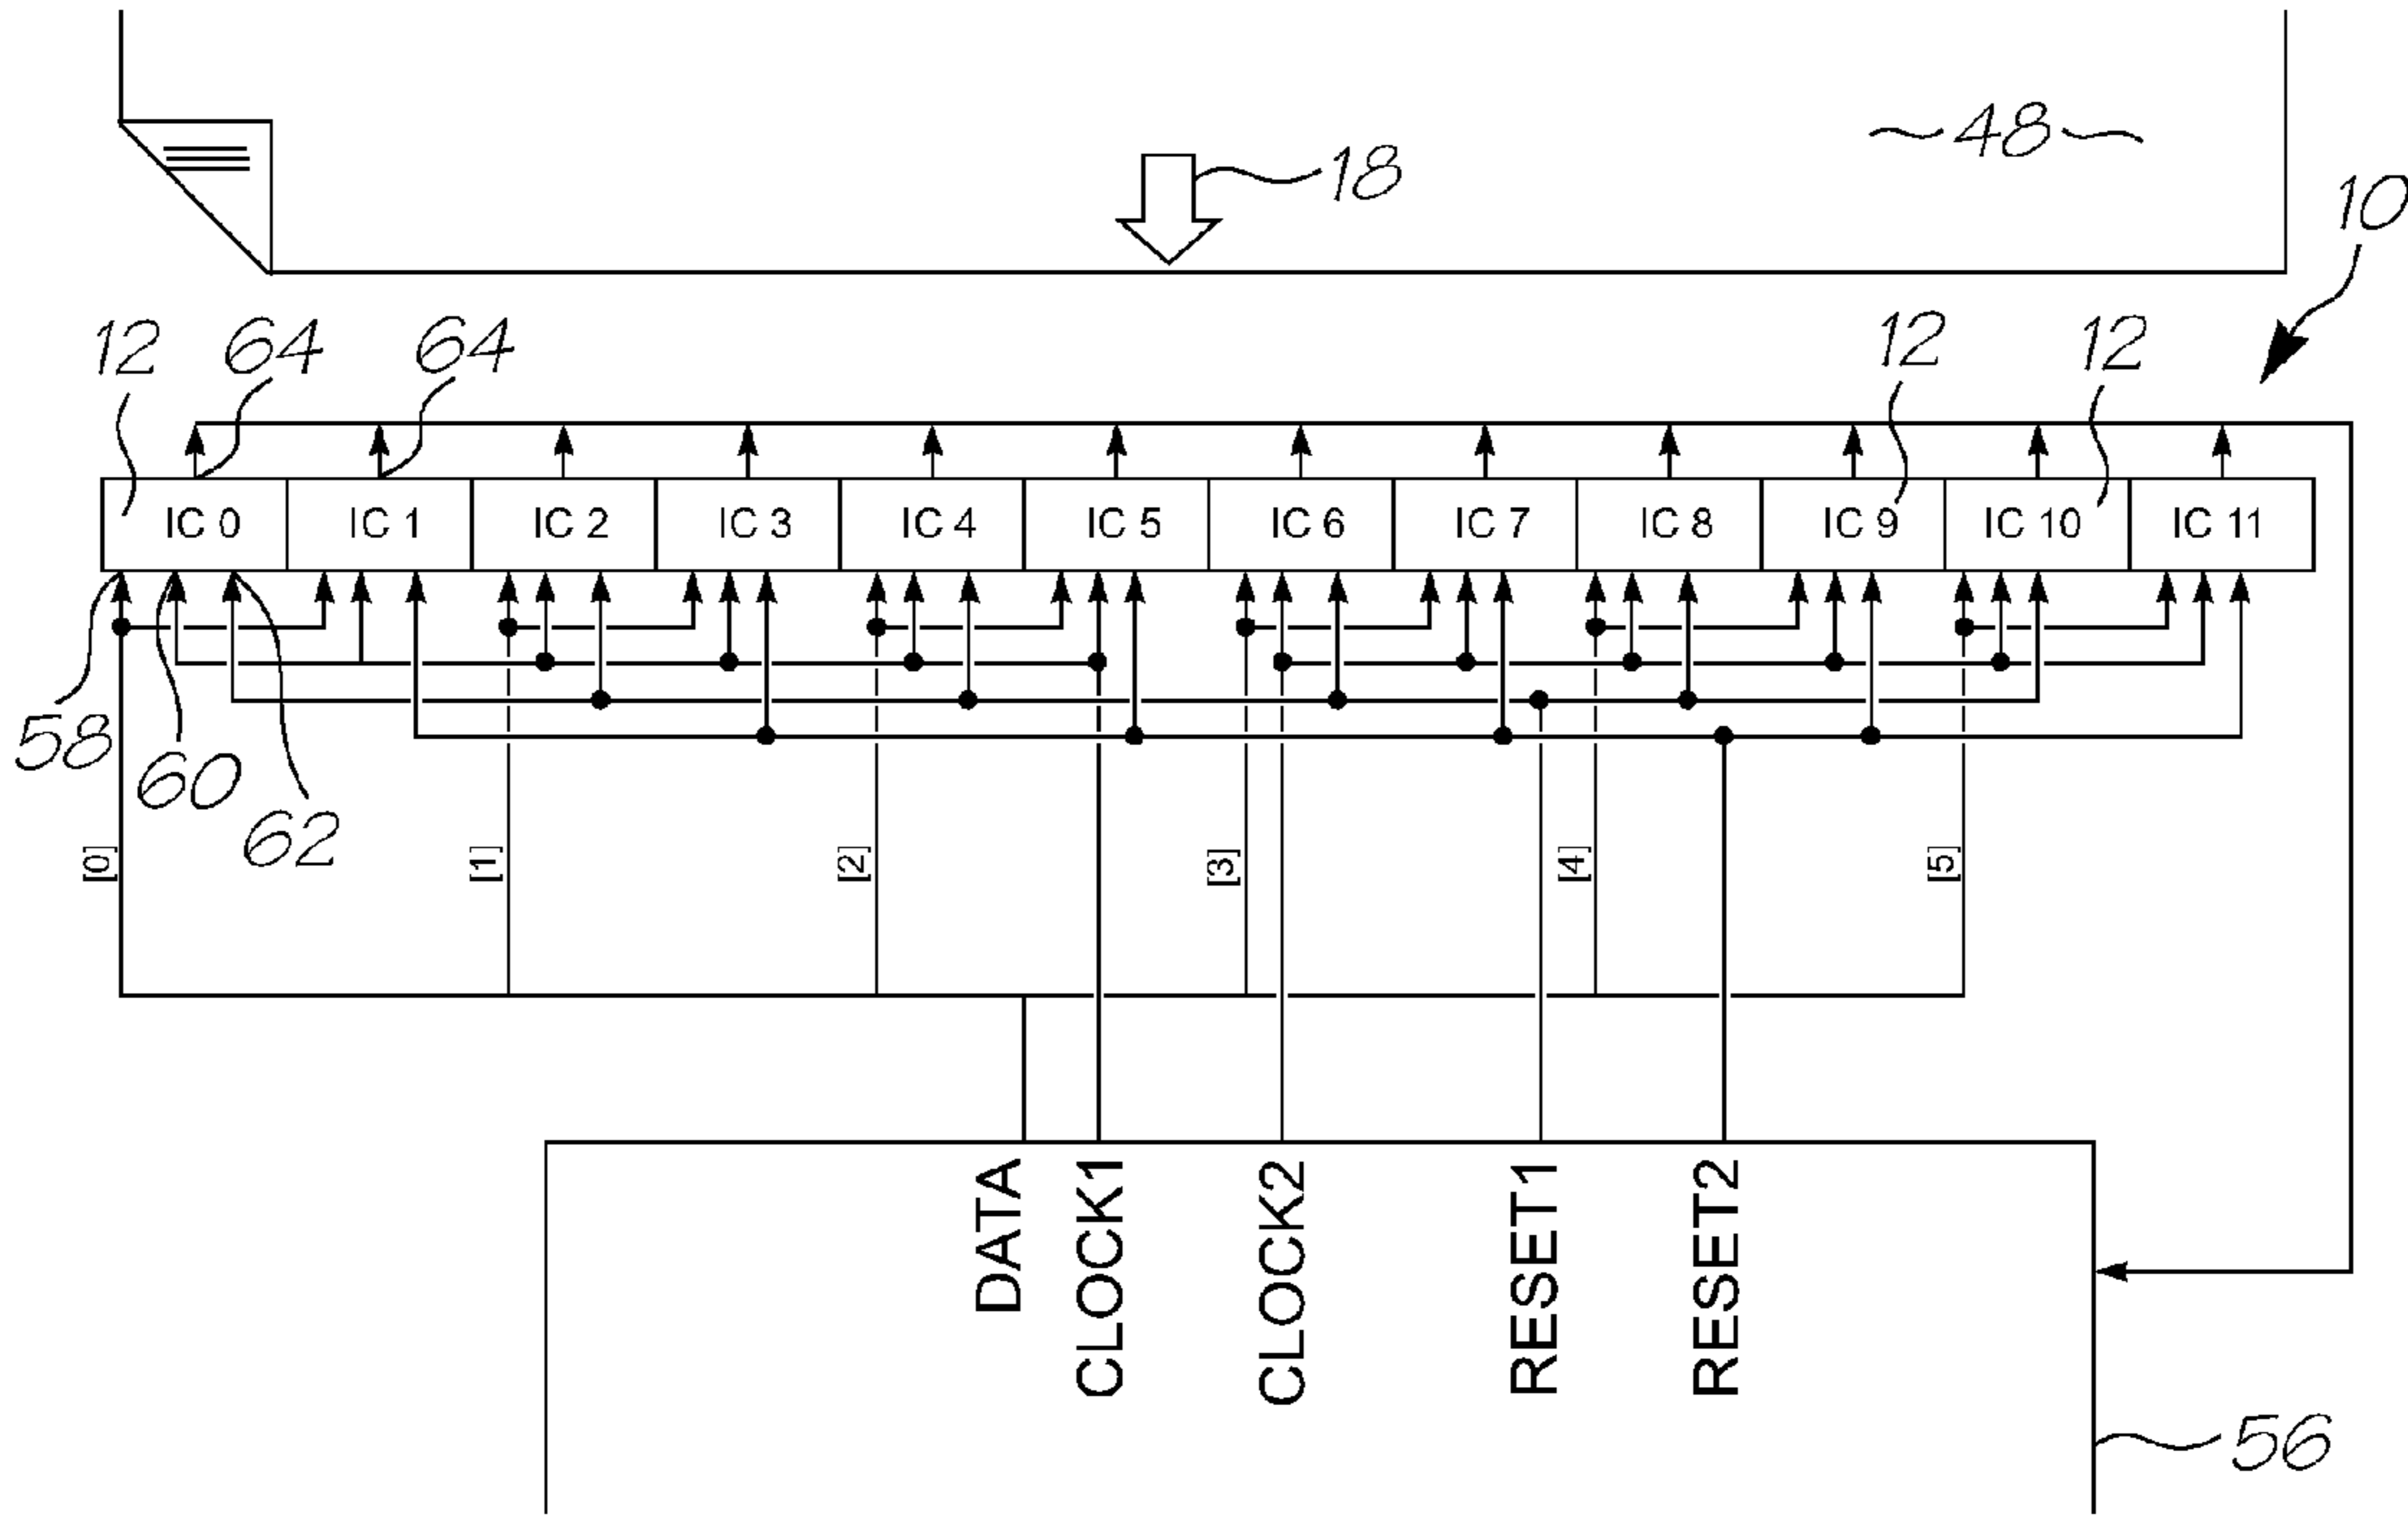 ~48~
18
10
12 64 64 12 12
IC 0 IC 1 IC 2 IC 3 IC 4 IC 5 IC 6 IC 7 IC 8 IC 9 IC 10 IC 11
58 60 62
[0] [1] [2] [3] [4] [5]
DATA
CLOCK1
CLOCK2
RESET1
RESET2
56